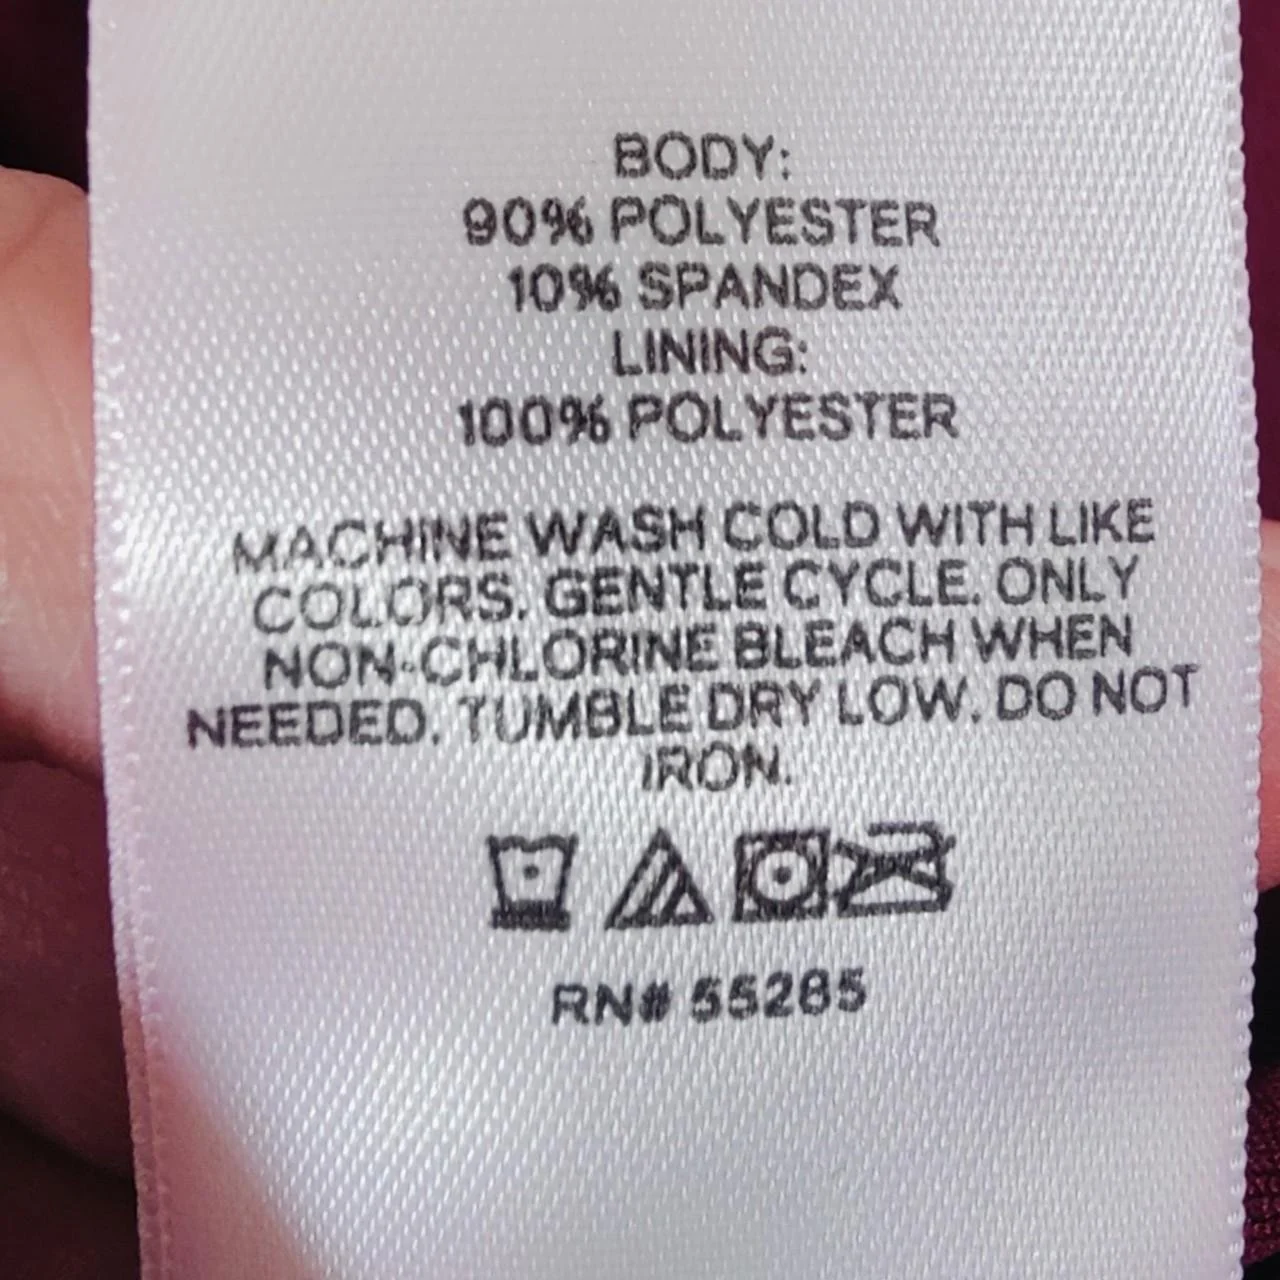 BODY:
90% POLYESTER
10% SPANDEX
LINING:
100% POLYESTER
MACHINE WASH COLD WITH LIKE
COLORS. GENTLE CYCLE. ONLY
NON-CHLORINE BLEACH WHEN
NEEDED. TUMBLE DRY LOW. DO NOT
IRON.
RN# 55285